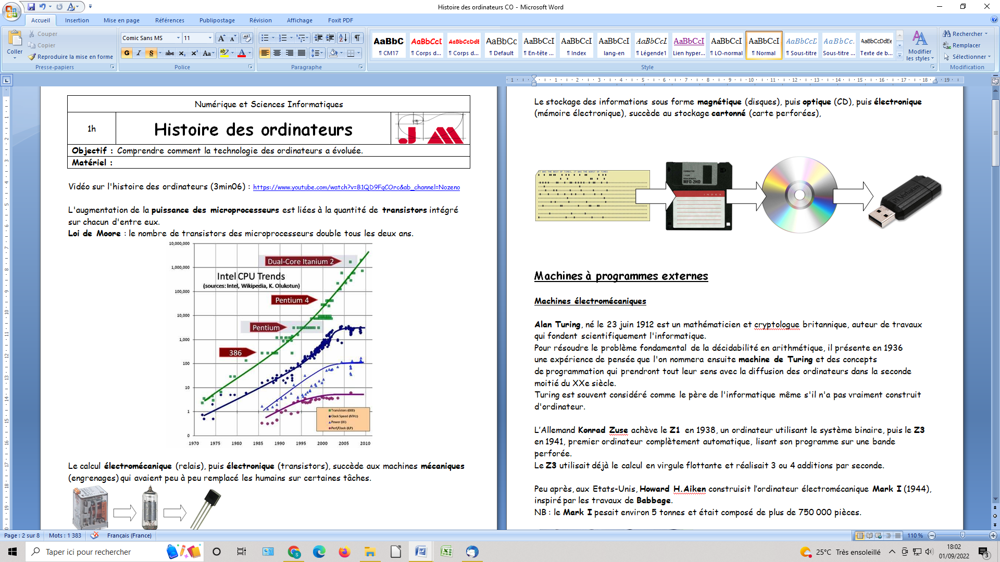 Histoire des ordinateurs CO - Microsoft Word
Accueil
Insertion
Mise en page
Références
Publipostage
Révision
Affichage
Foxit PDF
Coller
Couper
Copier
Reproduire la mise en forme
Presse-papiers
Comic Sans MS
11
Police
Paragraphe
AaBbC
AaBbCcI
AaBbCcDdE
AaBbCc
AaBbCcI
AaBbCcI
AaBbCcI
AaBbCcL
AaBbCcI
AaBbCcI
AaBbCcI
AaBbCcD
AaBbCc.
AaBbCcDdEe
¶ CM17
¶ Corps d...
¶ Corps d...
¶ Default
¶ En-tête ...
¶ Index
lang-en
¶ Légende1
Lien hyper...
¶ LO-normal
¶ Normal
¶ Sous-titre
Sous-titre ...
Texte de b...
Style
Modifier
les styles
Rechercher
Remplacer
Sélectionner
Modification
Numérique et Sciences Informatiques
1h
Histoire des ordinateurs
J M
Objectif : Comprendre comment la technologie des ordinateurs a évoluée.
Matériel :
Vidéo sur l'histoire des ordinateurs (3min06) : https://www.youtube.com/watch?v=B1QD9FqCOrc&ab_channel=Nozeno
L'augmentation de la puissance des microprocesseurs est liées à la quantité de transistors intégré
sur chacun d'entre eux.
Loi de Moore : le nombre de transistors des microprocesseurs double tous les deux ans.
10,000,000
1,000,000
100,000
10,000
1,000
100
10
1
0
Dual-Core Itanium 2
Intel CPU Trends
(sources: Intel, Wikipedia, K. Olukotun)
Pentium 4
Pentium
386
Transistors (000)
Clock Speed (MHz)
Power (W)
Perf/Clock (ILP)
1970 1975 1980 1985 1990 1995 2000 2005 2010
Le calcul électromécanique (relais), puis électronique (transistors), succède aux machines mécaniques
(engrenages) qui avaient peu à peu remplacé les humains sur certaines tâches.
Le stockage des informations sous forme magnétique (disques), puis optique (CD), puis électronique
(mémoire électronique), succède au stockage cartonné (carte perforées),
IT WAS THE BEST OF TIMES, IT WAS THE WORST OF TIMES
MFD-2HD
INDEX
Verbatim
Machines à programmes externes
Machines électromécaniques
Alan Turing, né le 23 juin 1912 est un mathématicien et cryptologue britannique, auteur de travaux
qui fondent scientifiquement l'informatique.
Pour résoudre le problème fondamental de la décidabilité en arithmétique, il présente en 1936
une expérience de pensée que l'on nommera ensuite machine de Turing et des concepts
de programmation qui prendront tout leur sens avec la diffusion des ordinateurs dans la seconde
moitié du XXe siècle.
Turing est souvent considéré comme le père de l'informatique même s'il n'a pas vraiment construit
d'ordinateur.
L'Allemand Konrad Zuse achève le Z1 en 1938, un ordinateur utilisant le système binaire, puis le Z3
en 1941, premier ordinateur complètement automatique, lisant son programme sur une bande
perforée.
Le Z3 utilisait déjà le calcul en virgule flottante et réalisait 3 ou 4 additions par seconde.
Peu après, aux Etats-Unis, Howard H.Aiken construisit l'ordinateur électromécanique Mark I (1944),
inspiré par les travaux de Babbage.
NB : le Mark I pesait environ 5 tonnes et était composé de plus de 750 000 pièces.
Page : 2 sur 8
Mots : 1 383
Français (France)
110 %
Taper ici pour rechercher
25°C Très ensoleillé
18:02
01/09/2022
3